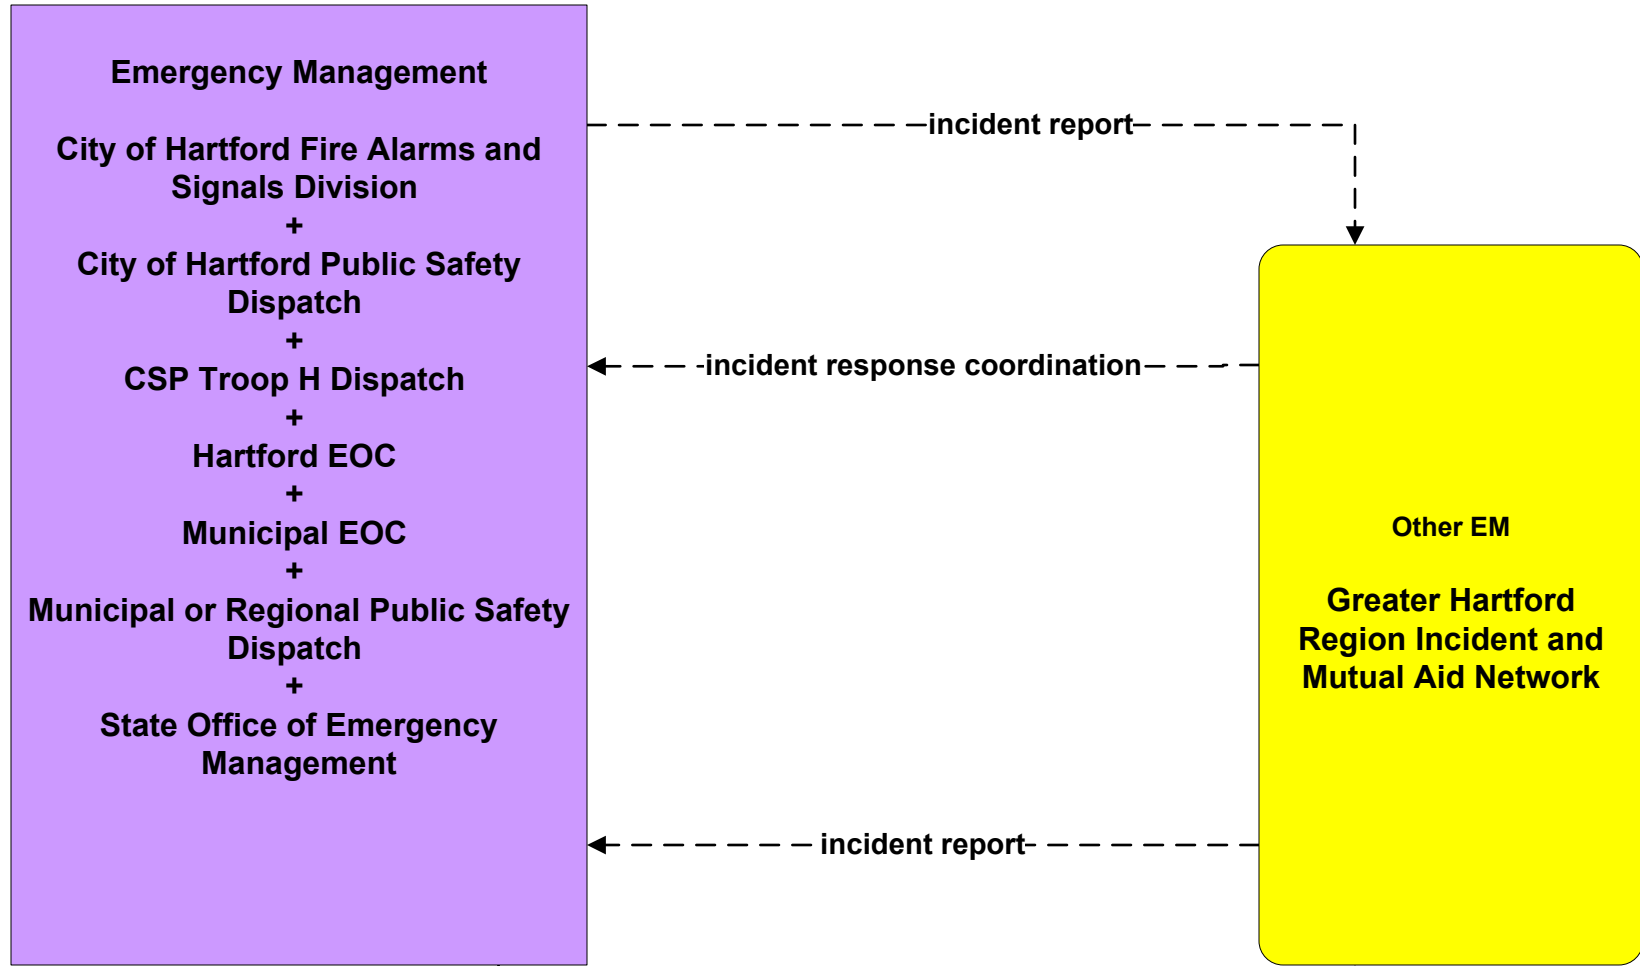 Emergency Management
City of Hartford Fire Alarms and
Signals Division
+
City of Hartford Public Safety
Dispatch
+
CSP Troop H Dispatch
+
Hartford EOC
+
Municipal EOC
+
Municipal or Regional Public Safety
Dispatch
+
State Office of Emergency
Management
incident report
incident response coordination
incident report
Other EM
Greater Hartford
Region Incident and
Mutual Aid Network